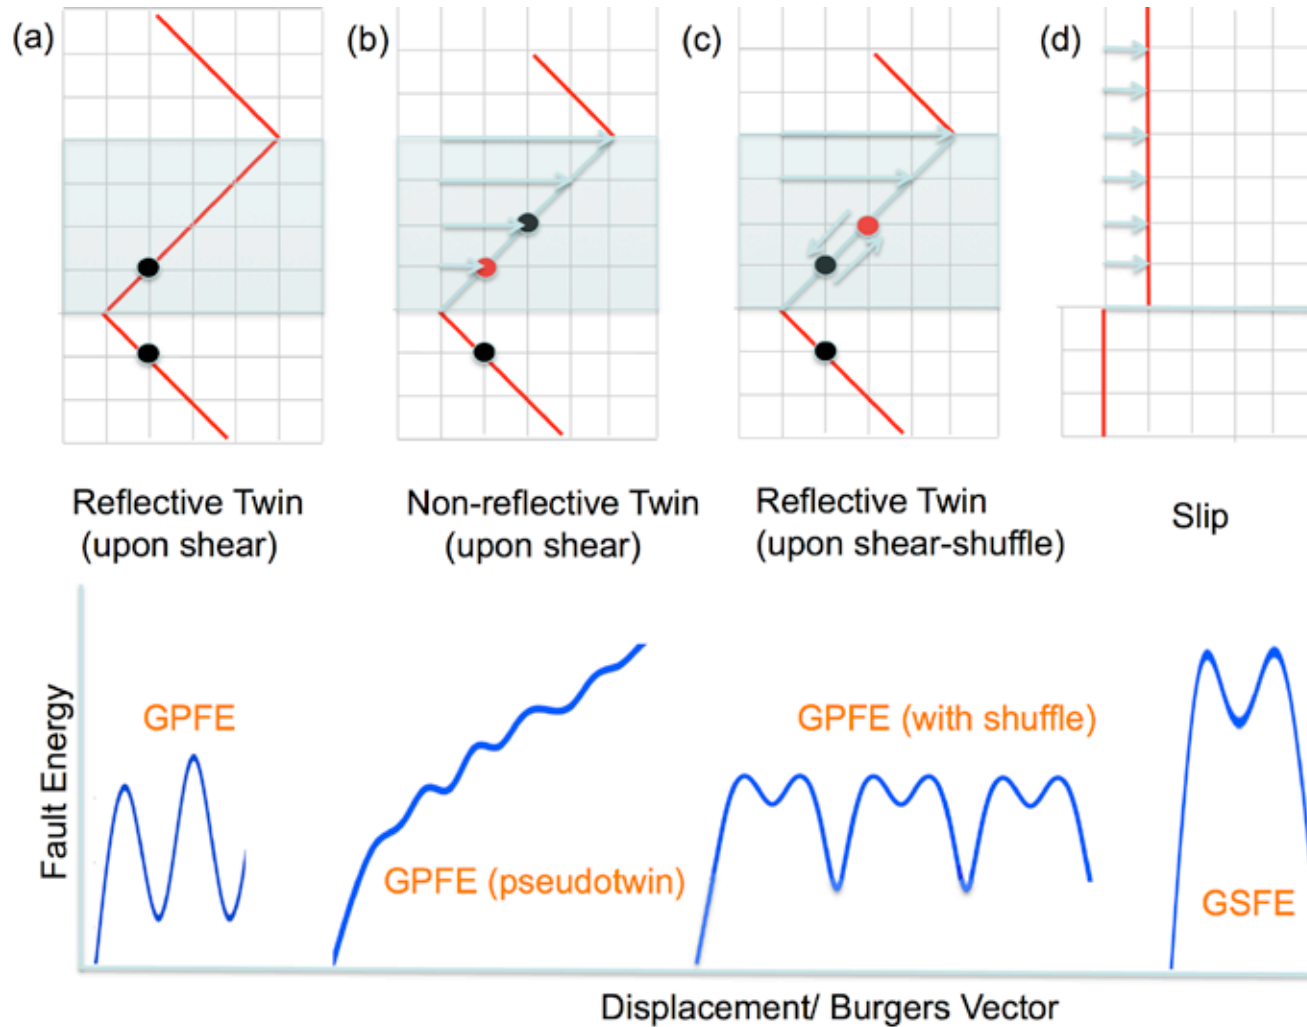 (a)
(b)
(c)
(d)
Reflective Twin
(upon shear)
Non-reflective Twin
(upon shear)
Reflective Twin
(upon shear-shuffle)
Slip
Fault Energy
GPFE
GPFE (pseudotwin)
GPFE (with shuffle)
GSFE
Displacement/ Burgers Vector